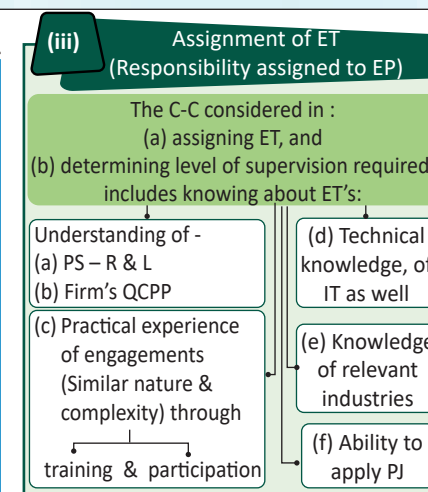 (iii)
Assignment of ET
(Responsibility assigned to EP)
The C-C considered in :
(a) assigning ET, and
(b) determining level of supervision required
includes knowing about ET's:
Understanding of -
(a) PS – R & L
(b) Firm's QCPP
(c) Practical experience
of engagements
(Similar nature &
complexity) through
training & participation
(d) Technical
knowledge, of
IT as well
(e) Knowledge
of relevant
industries
(f) Ability to
apply PJ